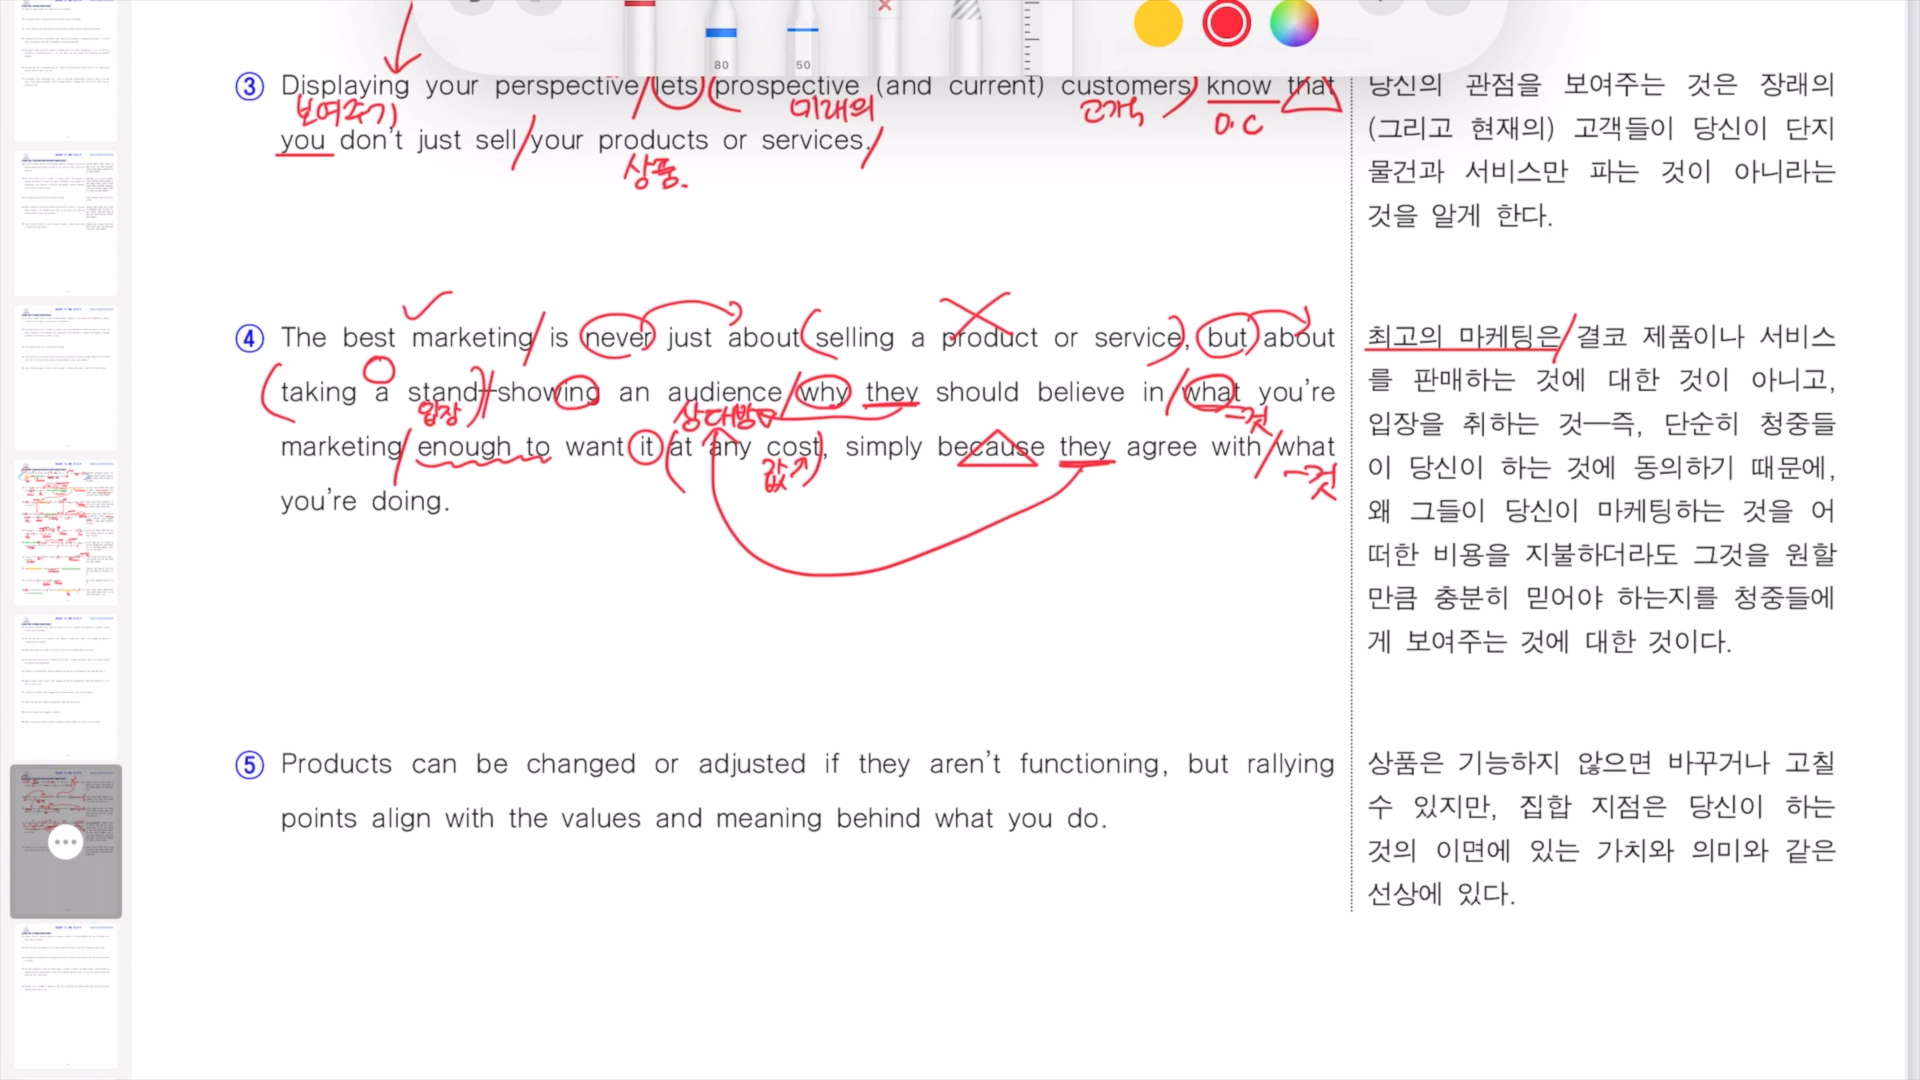 80
50
③ Displaying your perspective lets prospective (and current) customers know that
보여주기
미래의
고객
O.C
you don't just sell your products or services.
상품.
당신의 관점을 보여주는 것은 장래의
(그리고 현재의) 고객들이 당신이 단지
물건과 서비스만 파는 것이 아니라는
것을 알게 한다.
④ The best marketing is never just about selling a product or service, but about
taking a stand—showing an audience why they should believe in what you're
입장
상대방
~것
marketing enough to want it at any cost, simply because they agree with what
값
~것
you're doing.
최고의 마케팅은 결코 제품이나 서비스
를 판매하는 것에 대한 것이 아니고,
입장을 취하는 것—즉, 단순히 청중들
이 당신이 하는 것에 동의하기 때문에,
왜 그들이 당신이 마케팅하는 것을 어
떠한 비용을 지불하더라도 그것을 원할
만큼 충분히 믿어야 하는지를 청중들에
게 보여주는 것에 대한 것이다.
⑤ Products can be changed or adjusted if they aren't functioning, but rallying
points align with the values and meaning behind what you do.
상품은 기능하지 않으면 바꾸거나 고칠
수 있지만, 집합 지점은 당신이 하는
것의 이면에 있는 가치와 의미와 같은
선상에 있다.